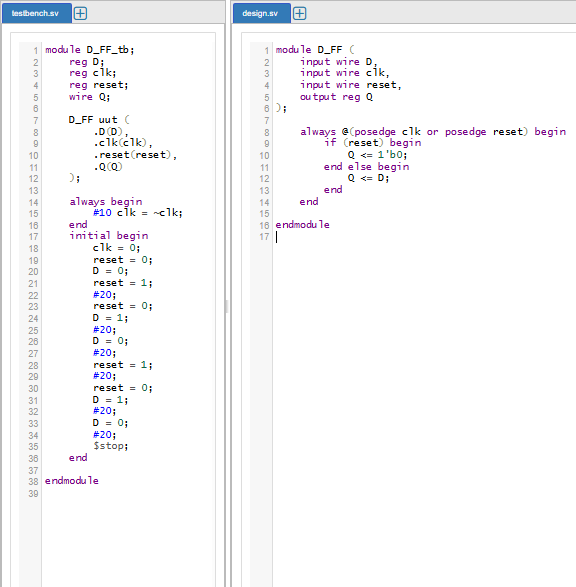 testbench.sv
1 module D_FF_tb;
2 reg D;
3 reg clk;
4 reg reset;
5 wire Q;
6
7 D_FF uut (
8 .D(D),
9 .clk(clk),
10 .reset(reset),
11 .Q(Q)
12 );
13
14 always begin
15 #10 clk = ~clk;
16 end
17 initial begin
18 clk = 0;
19 reset = 0;
20 D = 0;
21 reset = 1;
22 #20;
23 reset = 0;
24 D = 1;
25 #20;
26 D = 0;
27 #20;
28 reset = 1;
29 #20;
30 reset = 0;
31 D = 1;
32 #20;
33 D = 0;
34 #20;
35 $stop;
36 end
37
38 endmodule
39
design.sv
1 module D_FF (
2 input wire D,
3 input wire clk,
4 input wire reset,
5 output reg Q
6 );
7
8 always @(posedge clk or posedge reset) begin
9 if (reset) begin
10 Q <= 1'b0;
11 end else begin
12 Q <= D;
13 end
14 end
15
16 endmodule
17